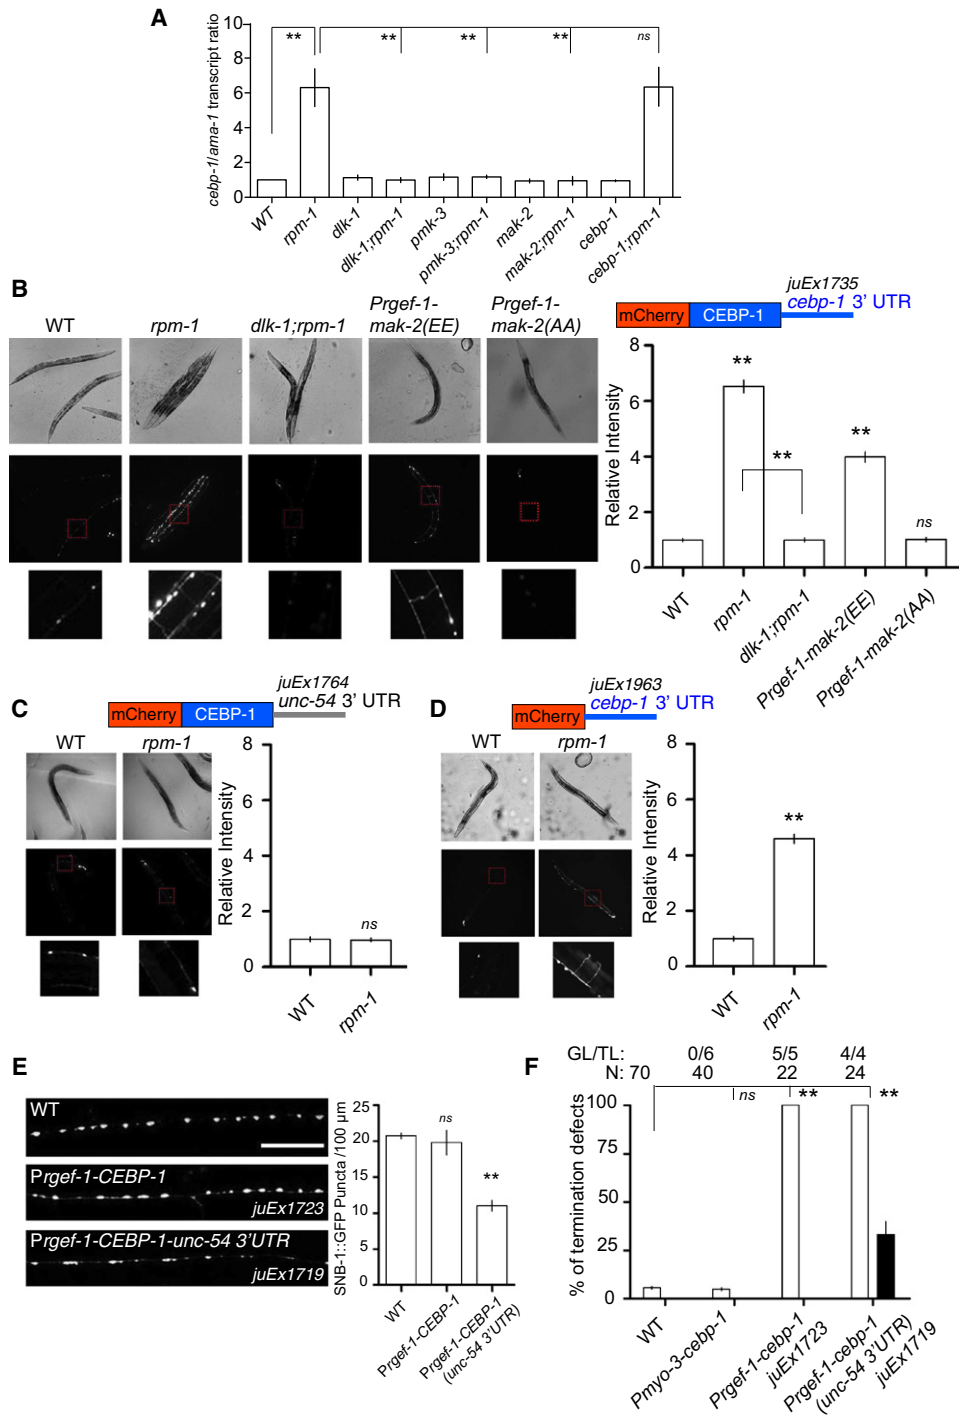 A
cebp-1/ama-1 transcript ratio
10
8
6
4
2
0
**
**
**
**
ns
WT
rpm-1
dlk-1
dlk-1;rpm-1
pmk-3
pmk-3;rpm-1
mak-2
mak-2;rpm-1
cebp-1
cebp-1;rpm-1
B
WT
rpm-1
dlk-1;rpm-1
Prgef-1-
mak-2(EE)
Prgef-1-
mak-2(AA)
juEx1735
mCherry
CEBP-1
cebp-1 3' UTR
Relative Intensity
8
6
4
2
0
**
**
**
ns
WT
rpm-1
dlk-1;rpm-1
Prgef-1-mak-2(EE)
Prgef-1-mak-2(AA)
C
juEx1764
mCherry
CEBP-1
unc-54 3' UTR
WT
rpm-1
Relative Intensity
8
6
4
2
0
ns
WT
rpm-1
D
juEx1963
mCherry
cebp-1 3' UTR
WT
rpm-1
Relative Intensity
8
6
4
2
0
**
WT
rpm-1
E
WT
Prgef-1-CEBP-1
juEx1723
Prgef-1-CEBP-1-unc-54 3'UTR
juEx1719
SNB-1::GFP Puncta /100 µm
25
20
15
10
5
0
ns
**
WT
Prgef-1-CEBP-1
Prgef-1-CEBP-1
(unc-54 3'UTR)
F
GL/TL: 0/6 5/5 4/4
N: 70 40 22 24
ns
**
**
% of termination defects
100
75
50
25
0
WT
Pmyo-3-cebp-1
Prgef-1-cebp-1
juEx1723
Prgef-1-cebp-1
(unc-54 3'UTR)
juEx1719